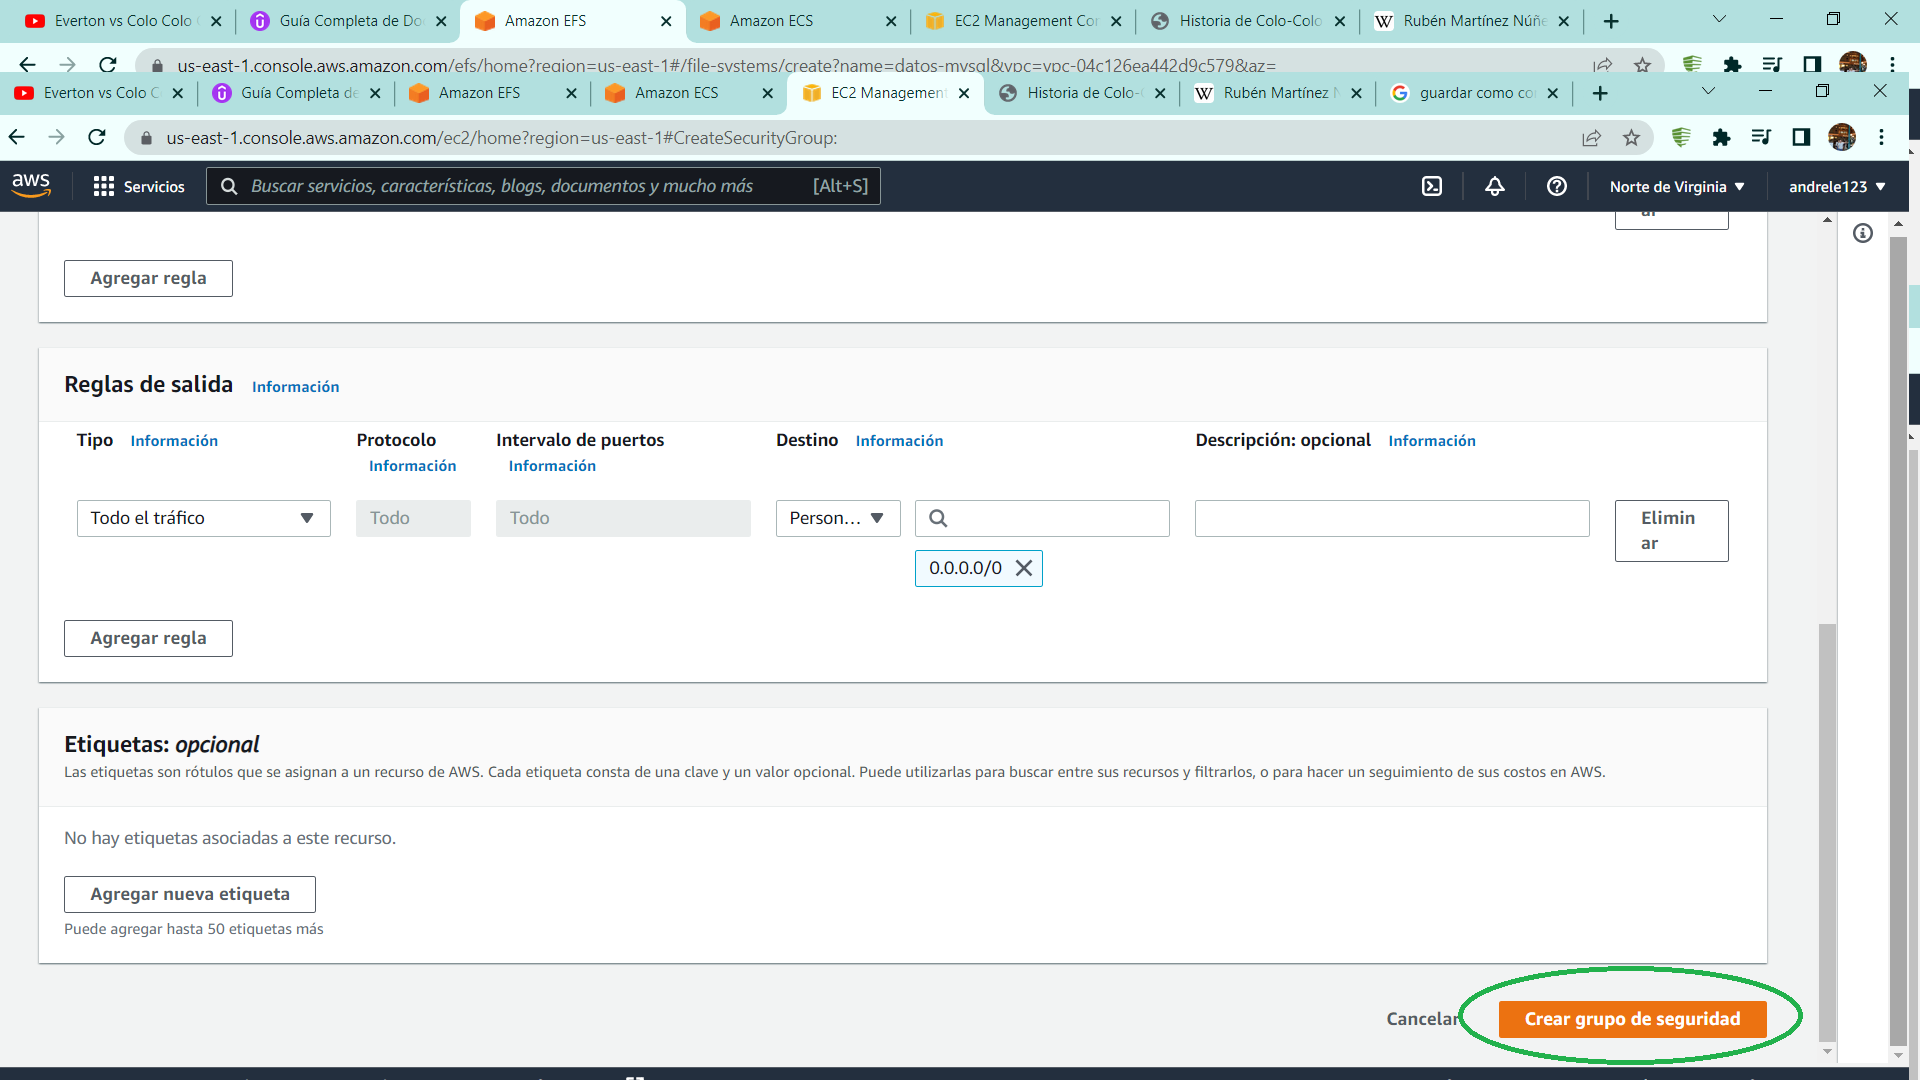 Everton vs Colo Colo
Guía Completa de Do
Amazon EFS
Amazon ECS
EC2 Management Con
Historia de Colo-Colo
Rubén Martínez Núñe
us-east-1.console.aws.amazon.com/efs/home?region=us-east-1#/file-systems/create?name=datos-mysql&vpc=vpc-04c126ea442d9c579&az=
Everton vs Colo C
Guía Completa de
Amazon EFS
Amazon ECS
EC2 Management
Historia de Colo-
Rubén Martínez N
guardar como co
us-east-1.console.aws.amazon.com/ec2/home?region=us-east-1#CreateSecurityGroup:
aws
Servicios
Buscar servicios, características, blogs, documentos y mucho más [Alt+S]
Norte de Virginia
andrele123
ar
Agregar regla
Reglas de salida Información
Tipo Información
Protocolo
Información
Intervalo de puertos
Información
Destino Información
Descripción: opcional Información
Todo el tráfico
Todo
Todo
Person...
Elimin
ar
0.0.0.0/0
Agregar regla
Etiquetas: opcional
Las etiquetas son rótulos que se asignan a un recurso de AWS. Cada etiqueta consta de una clave y un valor opcional. Puede utilizarlas para buscar entre sus recursos y filtrarlos, o para hacer un seguimiento de sus costos en AWS.
No hay etiquetas asociadas a este recurso.
Agregar nueva etiqueta
Puede agregar hasta 50 etiquetas más
Cancelar
Crear grupo de seguridad